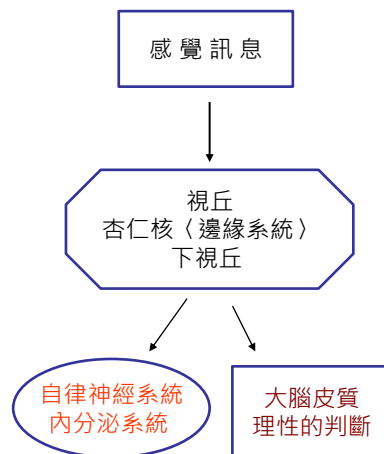 感覺訊息
視丘
杏仁核〈邊緣系統〉
下視丘
自律神經系統
內分泌系統
大腦皮質
理性的判斷